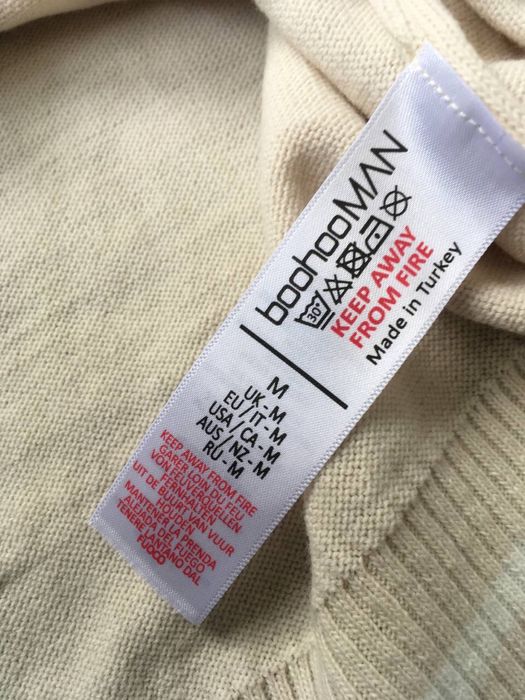 boohooMAN
30°
KEEP AWAY
FROM FIRE
Made in Turkey
M
UK - M
EU / IT - M
USA / CA - M
AUS / NZ - M
RU - M
KEEP AWAY FROM FIRE
GARER LOIN DU FEU
VON FEUERQUELLEN
FERNHALTEN
UIT DE BUURT VAN VUUR
HOUDEN
MANTENER LA PRENDA
ALEJADA DEL FUEGO
TENERE LONTANO DAL
FUOCO